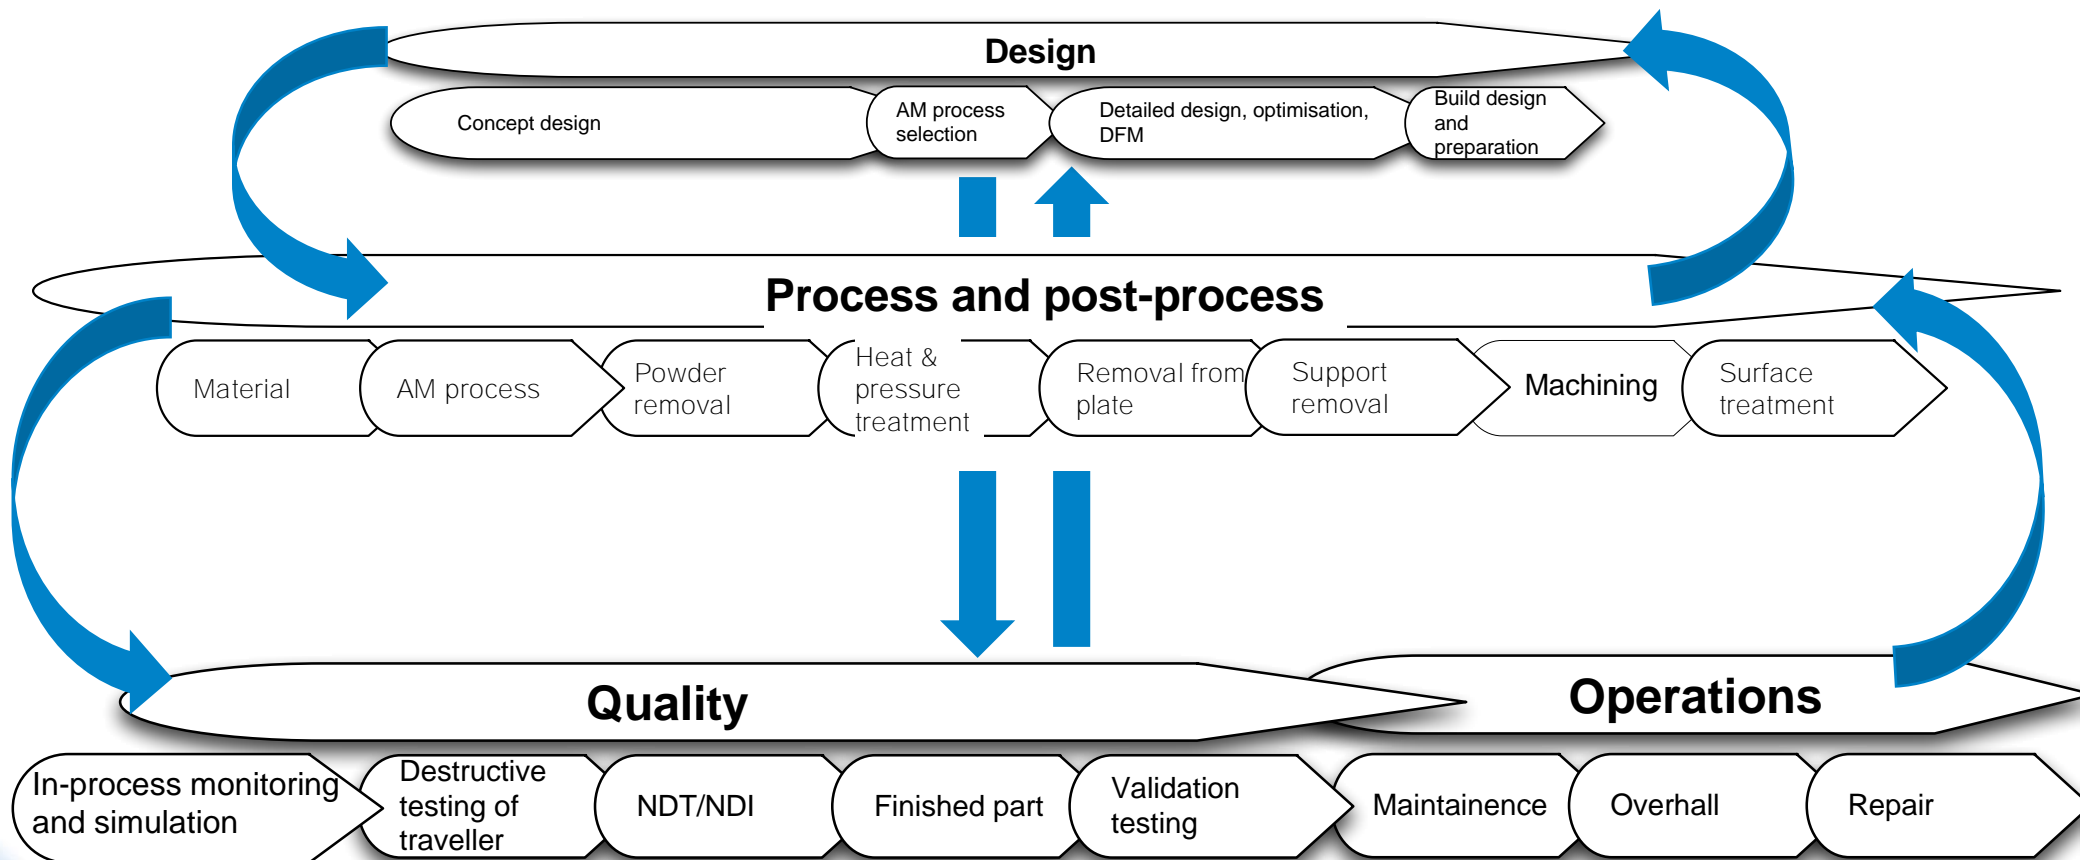 Design
Concept design
AM process
selection
Detailed design, optimisation,
DFM
Build design
and
preparation
Process and post-process
Material
AM process
Powder
removal
Heat &
pressure
treatment
Removal from
plate
Support
removal
Machining
Surface
treatment
Quality
Operations
In-process monitoring
and simulation
Destructive
testing of
traveller
NDT/NDI
Finished part
Validation
testing
Maintainence
Overhall
Repair